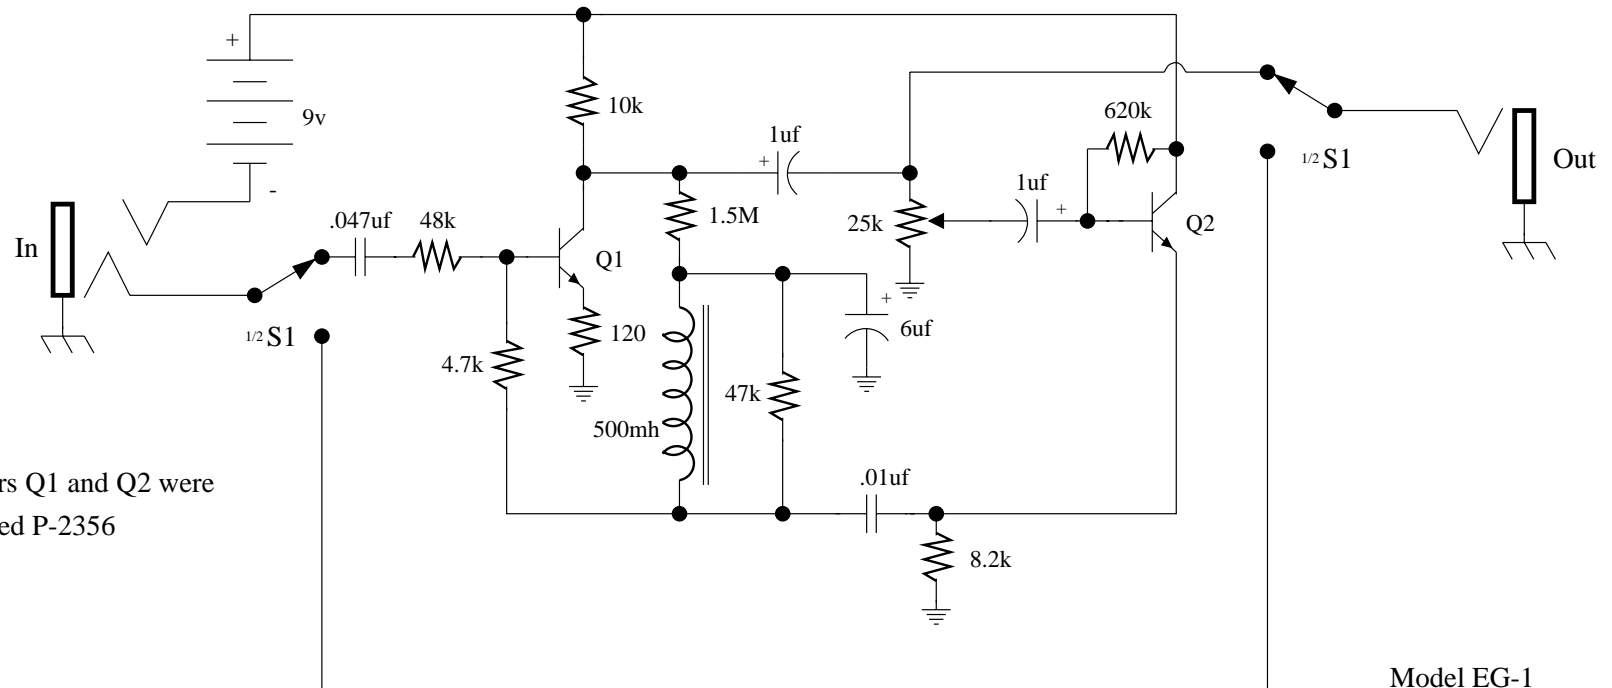 +
9v
-
10k
1uf
+
620k
1/2 S1
Out
In
.047uf
48k
1.5M
25k
1uf
+
Q2
Q1
1/2 S1
120
+
6uf
4.7k
47k
500mh
.01uf
8.2k
rs Q1 and Q2 were
ed P-2356
Model EG-1